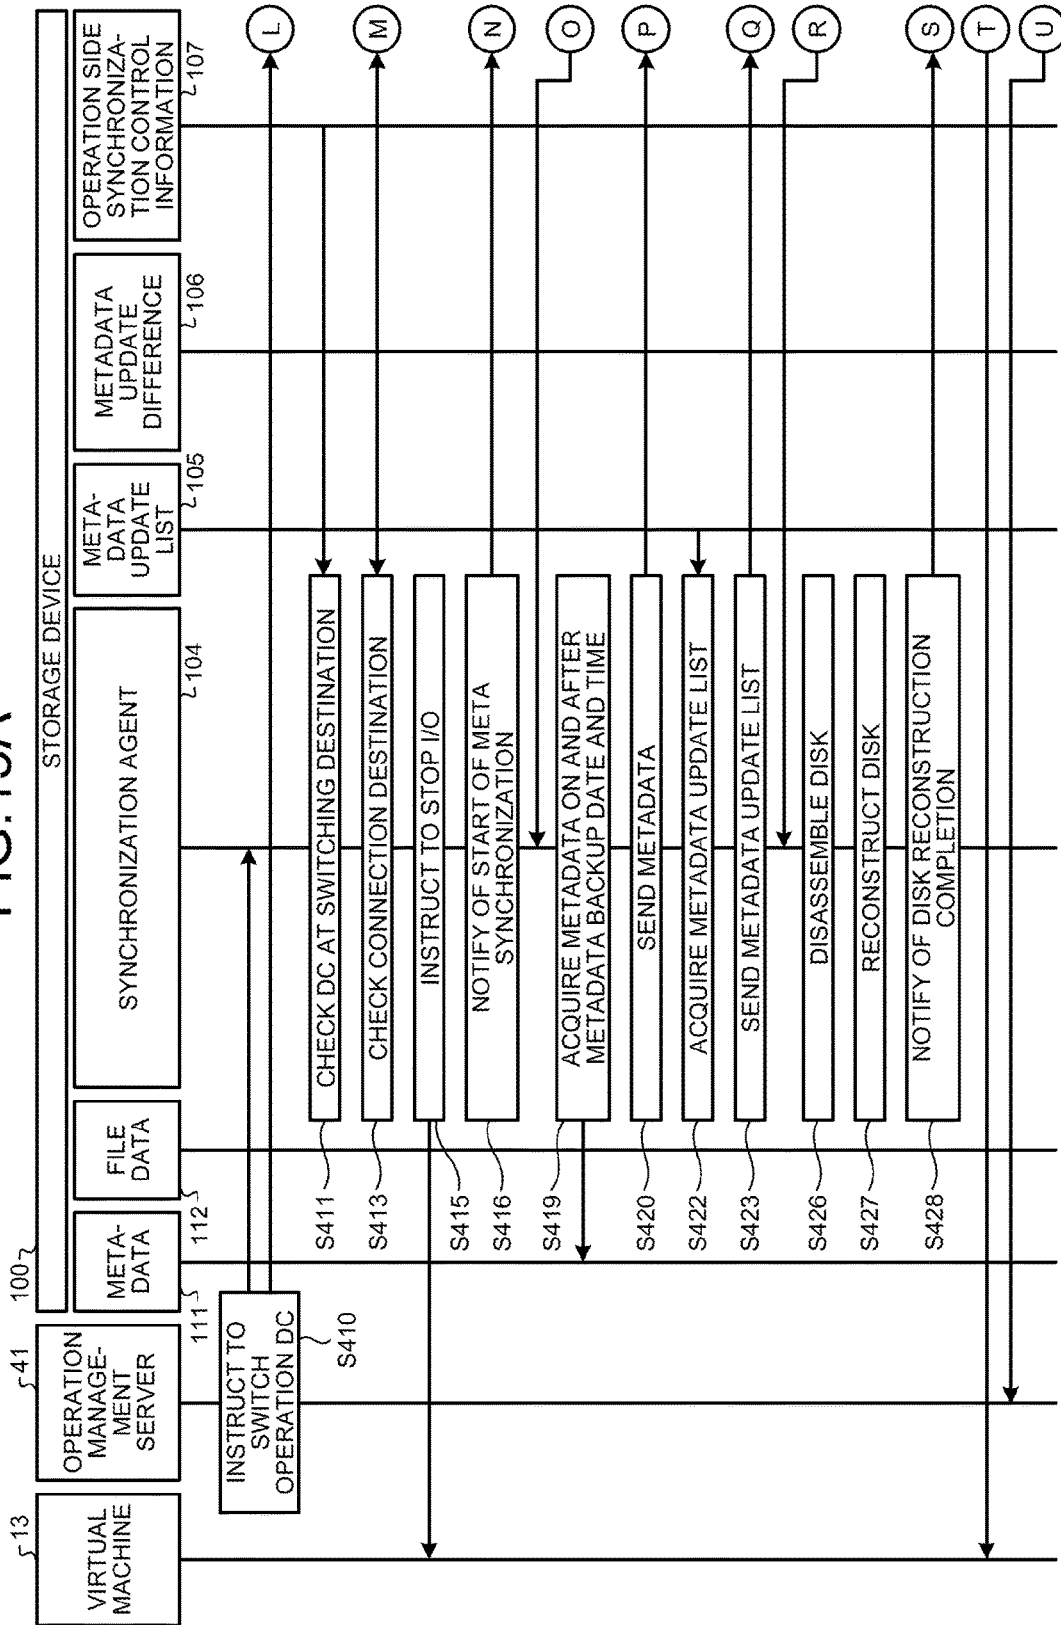 FIG.13A
13
VIRTUAL
MACHINE
41
OPERATION
MANAGE-
MENT
SERVER
100
STORAGE DEVICE
META-
DATA
111
FILE
DATA
112
SYNCHRONIZATION AGENT
104
META-
DATA
UPDATE
LIST
105
METADATA
UPDATE
DIFFERENCE
106
OPERATION SIDE
SYNCHRONIZA-
TION CONTROL
INFORMATION
107
INSTRUCT TO
SWITCH
OPERATION DC
S410
L
S411
CHECK DC AT SWITCHING DESTINATION
S413
CHECK CONNECTION DESTINATION
M
S415
INSTRUCT TO STOP I/O
S416
NOTIFY OF START OF META
SYNCHRONIZATION
N
O
S419
ACQUIRE METADATA ON AND AFTER
METADATA BACKUP DATE AND TIME
S420
SEND METADATA
P
S422
ACQUIRE METADATA UPDATE LIST
S423
SEND METADATA UPDATE LIST
Q
R
S426
DISASSEMBLE DISK
S427
RECONSTRUCT DISK
S428
NOTIFY OF DISK RECONSTRUCTION
COMPLETION
S
T
U